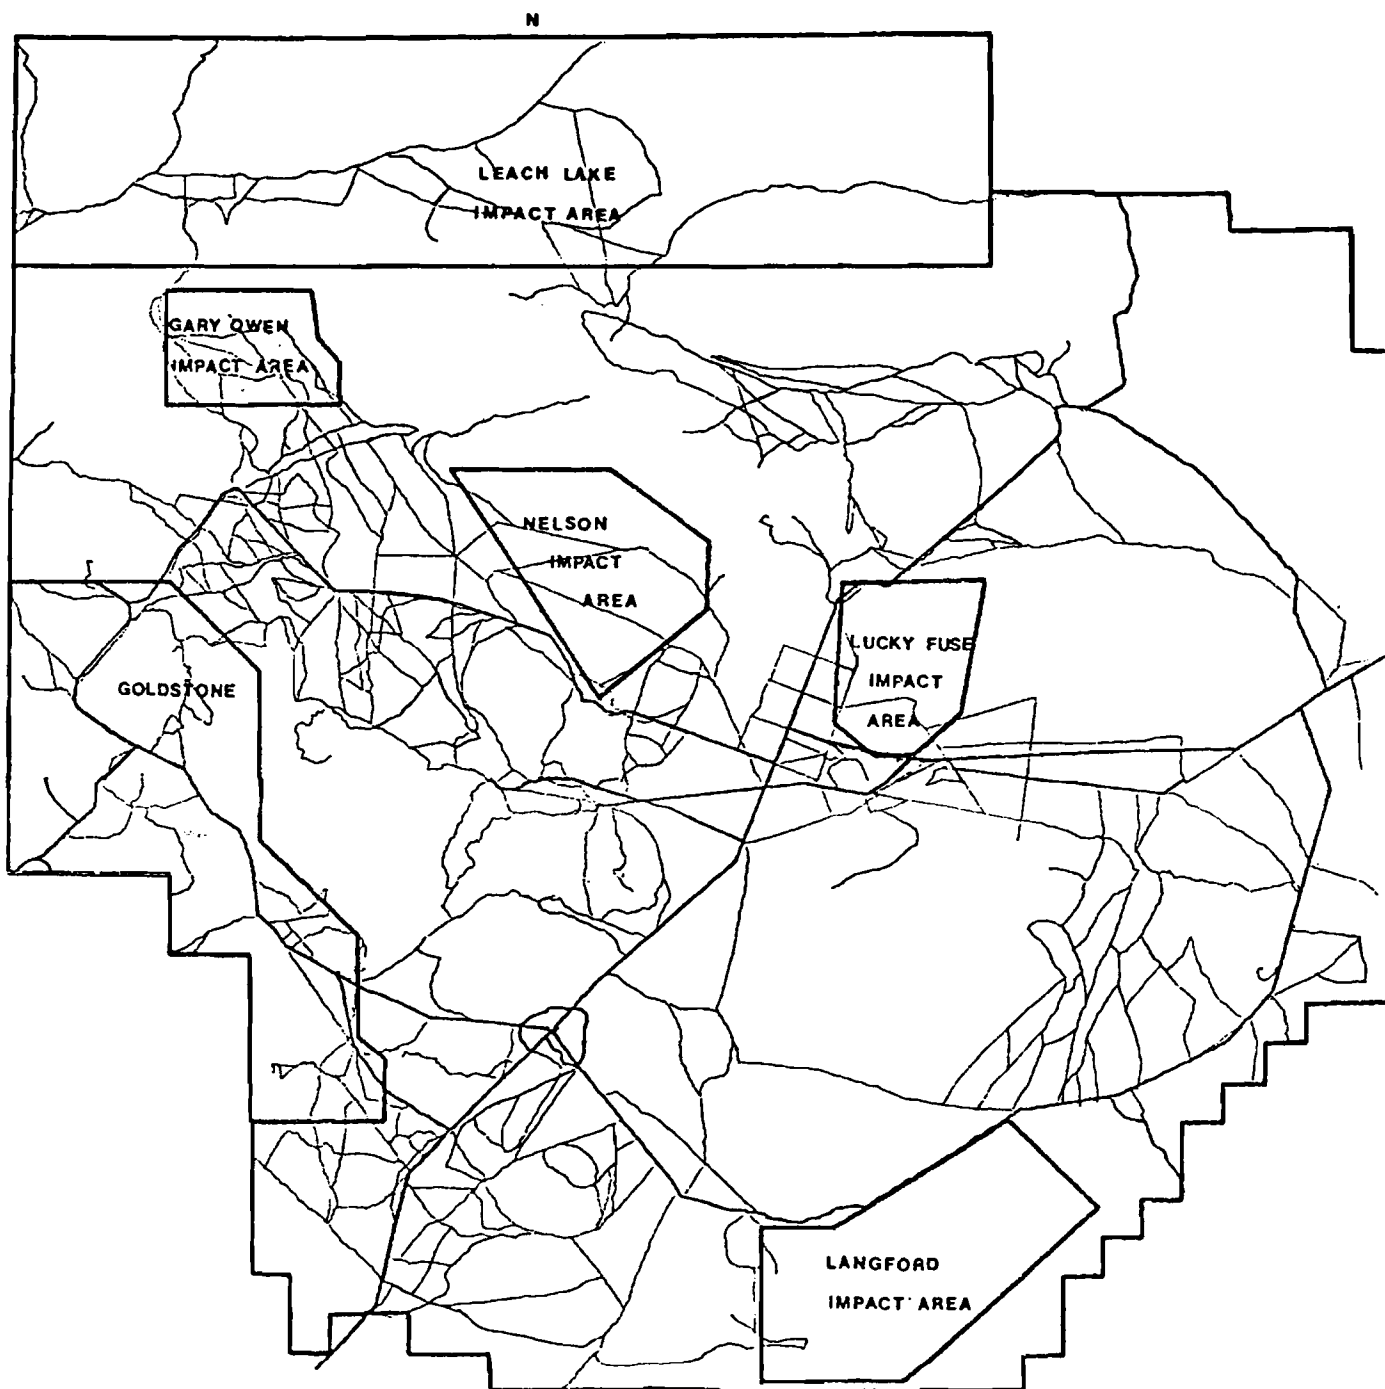 N
LEACH LAKE
IMPACT AREA
GARY OWEN
IMPACT AREA
NELSON
IMPACT
AREA
LUCKY FUSE
IMPACT
AREA
GOLDSTONE
LANGFORD
IMPACT AREA